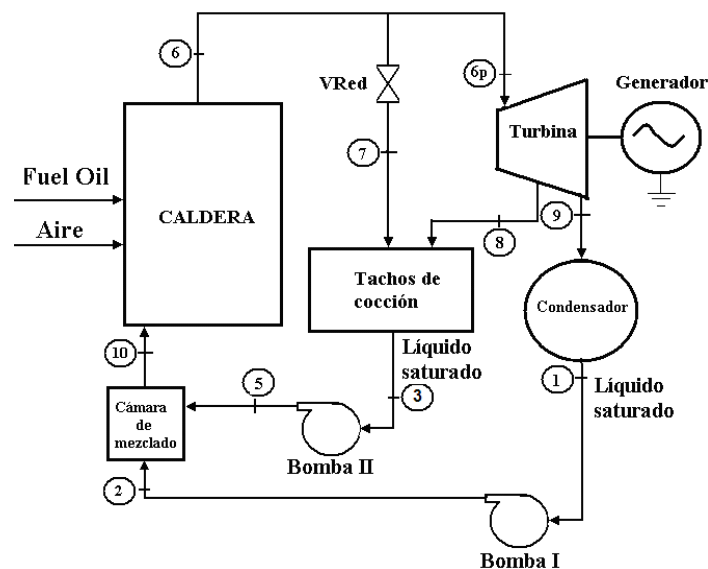 6
VRed
6p
Generador
Turbina
7
Fuel Oil
CALDERA
Aire
8
9
Tachos de
cocción
Condensador
10
Líquido
saturado
1
Líquido
saturado
5
3
Cámara
de
mezclado
Bomba II
2
Bomba I